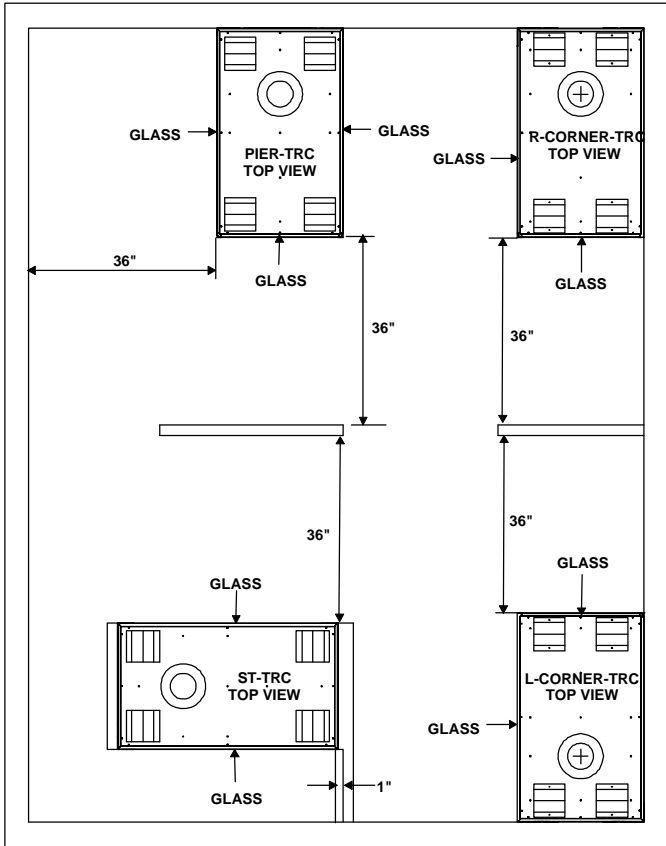 GLASS
PIER-TRC
TOP VIEW
GLASS
GLASS
R-CORNER-TRC
TOP VIEW
GLASS
GLASS
36"
36"
36"
36"
36"
GLASS
ST-TRC
TOP VIEW
GLASS
1"
GLASS
L-CORNER-TRC
TOP VIEW
GLASS